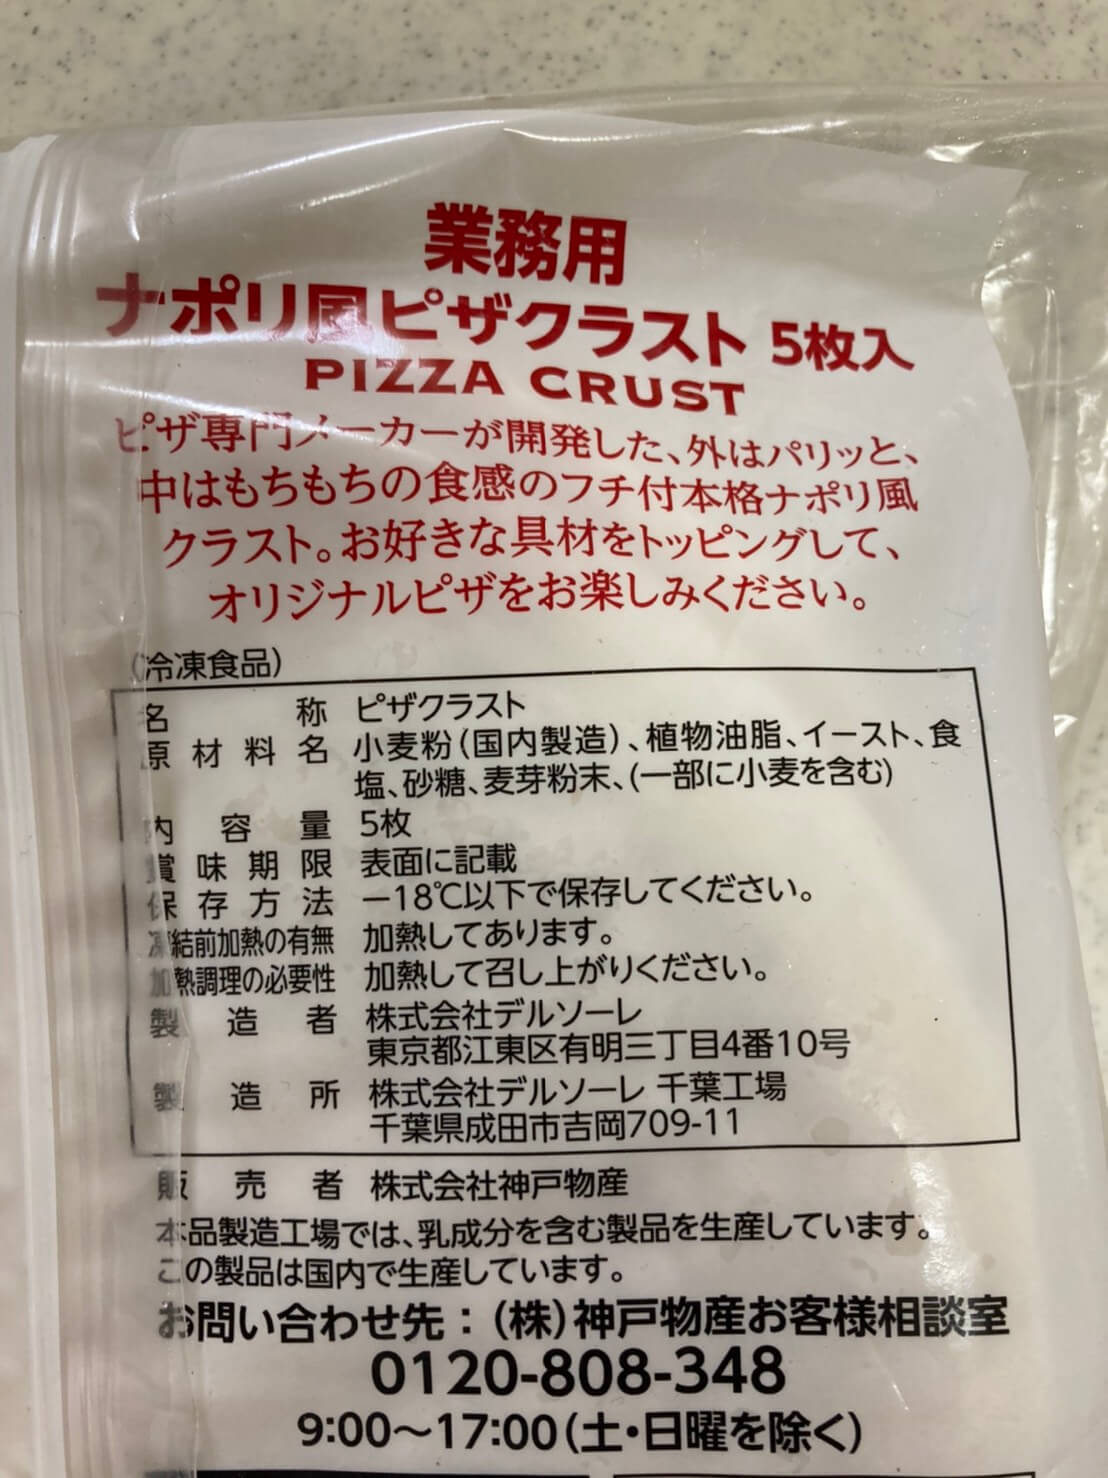 業務用
ナポリ風ピザクラスト 5枚入
PIZZA CRUST
ピザ専門メーカーが開発した、外はパリッと、
中はもちもちの食感のフチ付本格ナポリ風
クラスト。お好きな具材をトッピングして、
オリジナルピザをお楽しみください。
(冷凍食品)
名称 ピザクラスト
原材料名 小麦粉(国内製造)、植物油脂、イースト、食
塩、砂糖、麦芽粉末、(一部に小麦を含む)
内容量 5枚
賞味期限 表面に記載
保存方法 −18℃以下で保存してください。
凍結前加熱の有無 加熱してあります。
加熱調理の必要性 加熱して召し上がりください。
製造者 株式会社デルソーレ
東京都江東区有明三丁目4番10号
製造所 株式会社デルソーレ 千葉工場
千葉県成田市吉岡709-11
販売者 株式会社神戸物産
本品製造工場では、乳成分を含む製品を生産しています。
この製品は国内で生産しています。
お問い合わせ先：(株)神戸物産お客様相談室
0120-808-348
9:00〜17:00(土・日曜を除く)